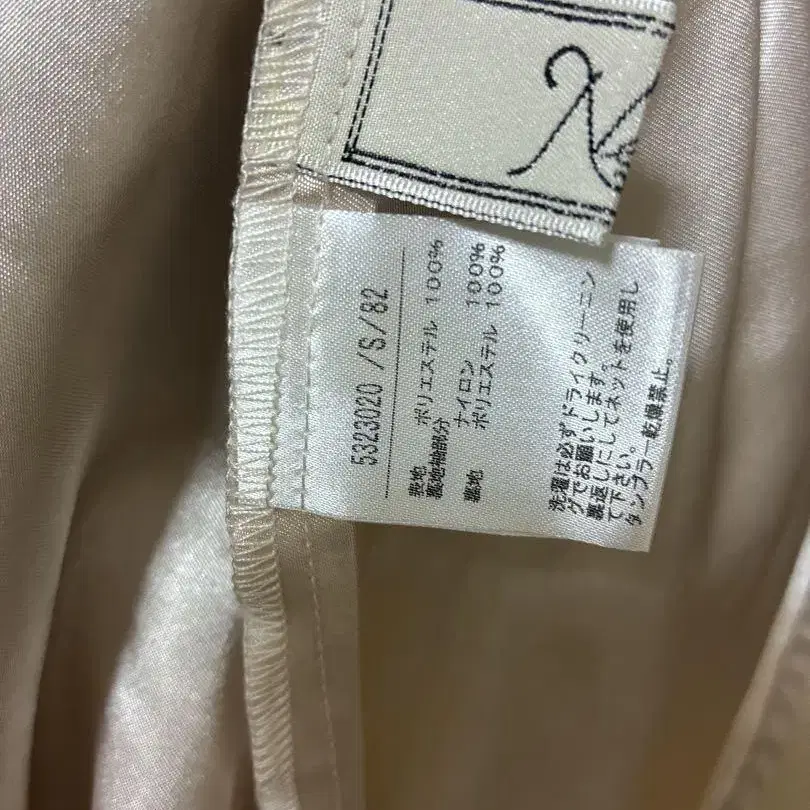 5323020 /S/82
表地 ポリエステル 100%
裏地袖部分
ナイロン 100%
裏地 ポリエステル 100%
洗濯は必ずドライクリーニン
グでお願いします。
裏返しにしてネットを使用し
て下さい。
タンブラー乾燥禁止。